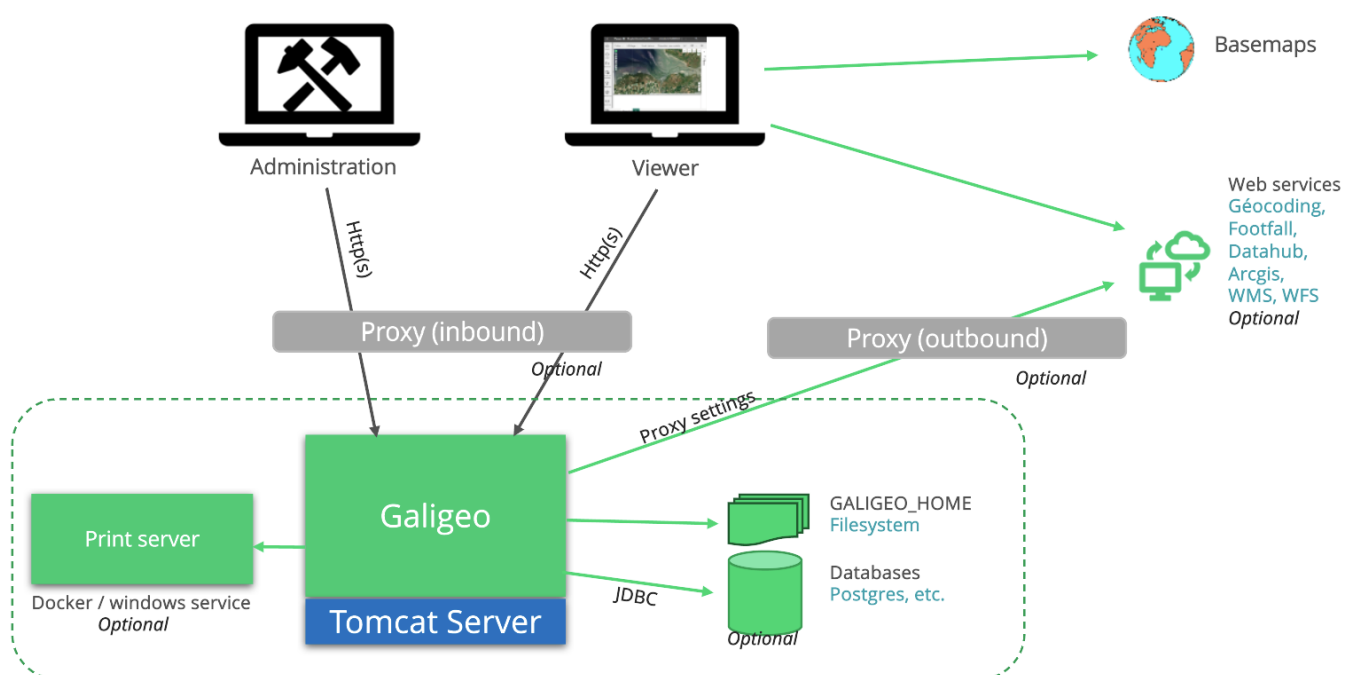 Basemaps
Administration
Viewer
Web services
Géocoding,
Footfall,
Datahub,
Arcgis,
WMS, WFS
Optional
Http(s)
Http(s)
Proxy (inbound)
Optional
Proxy (outbound)
Optional
Proxy settings
Galigeo
Tomcat Server
Print server
Docker / windows service
Optional
GALIGEO_HOME
Filesystem
JDBC
Databases
Postgres, etc.
Optional